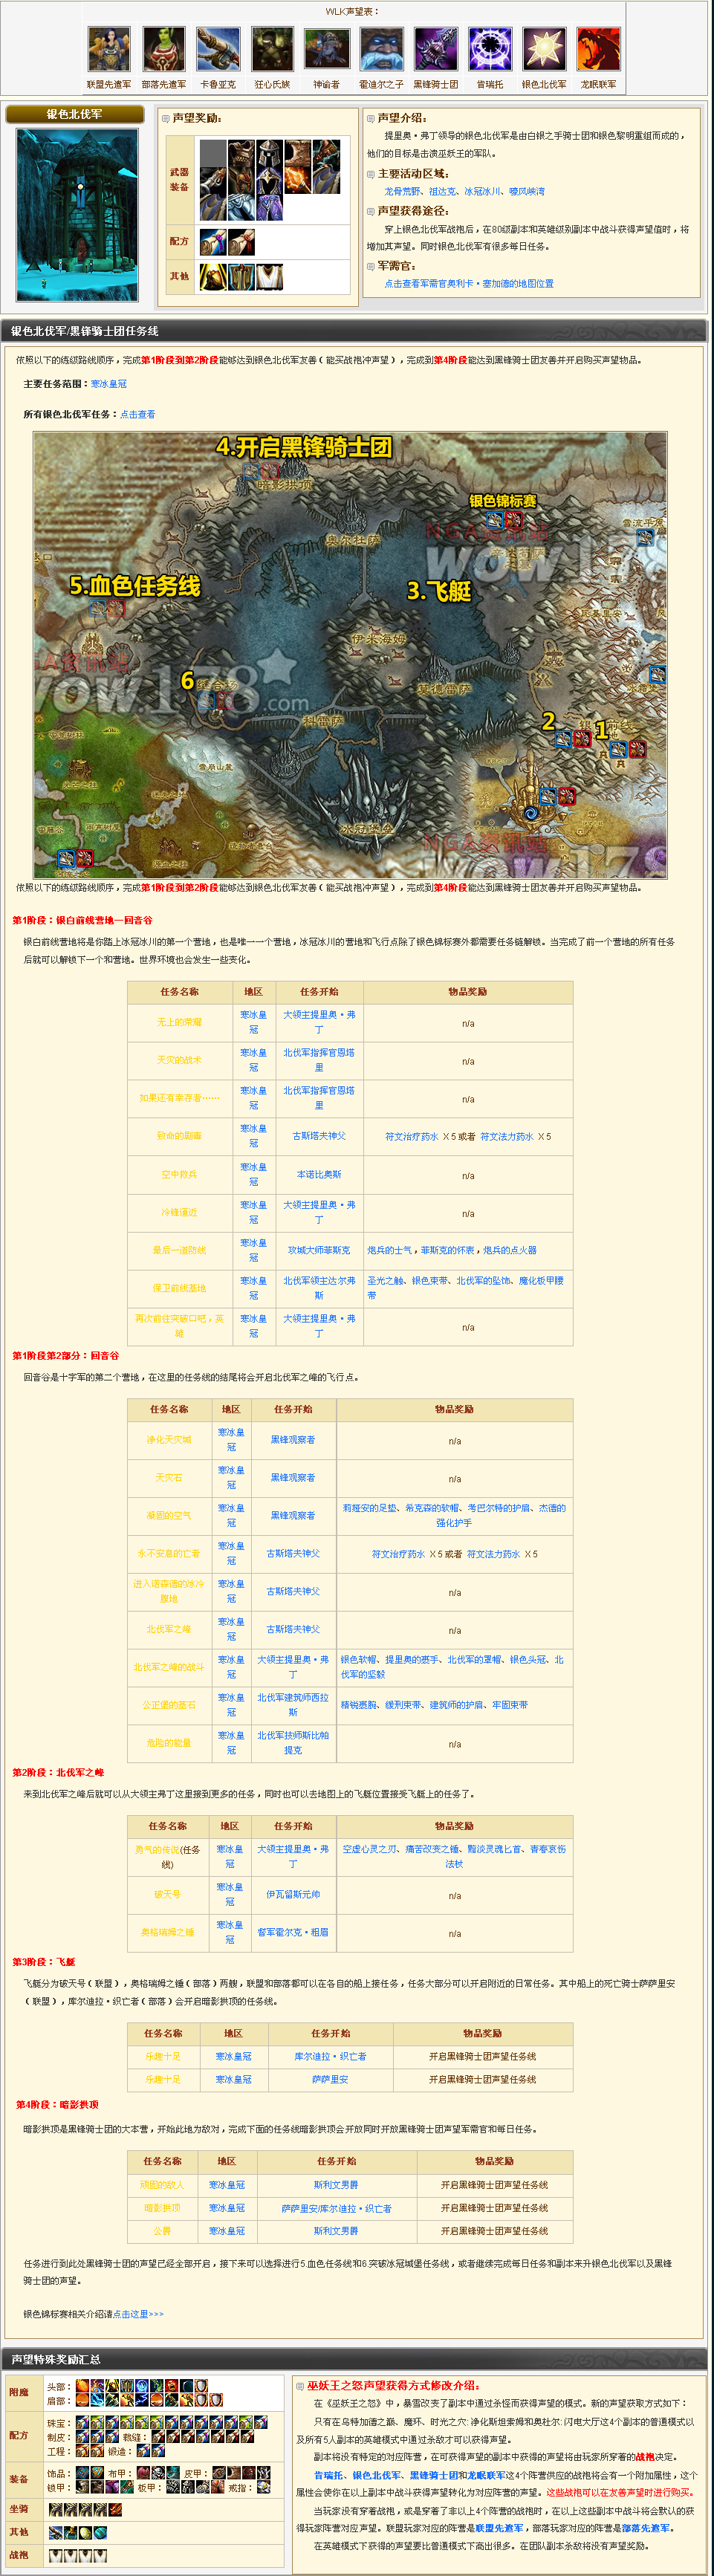 WLK声望表：
联盟先遣军 部落先遣军 卡鲁亚克 狂心氏族 神谕者 霍迪尔之子 黑锋骑士团 肯瑞托 银色北伐军 龙眠联军
银色北伐军
声望奖励：
武器装备
配方
其他
声望介绍：
提里奥·弗丁领导的银色北伐军是由白银之手骑士团和银色黎明重组而成的，
他们的目标是击溃巫妖王的军队。
主要活动区域：
龙骨荒野、祖达克、冰冠冰川、嚎风峡湾
声望获得途径：
穿上银色北伐军战袍后，在80级副本和英雄级别副本中战斗获得声望值时，将
增加其声望。同时银色北伐军有很多每日任务。
军需官：
点击查看军需官奥利卡·塞加德的地图位置
银色北伐军/黑锋骑士团任务线
依照以下的练级路线顺序，完成第1阶段到第2阶段能够达到银色北伐军友善（能买战袍冲声望），完成到第4阶段能达到黑锋骑士团友善并开启购买声望物品。
主要任务范围：寒冰皇冠
所有银色北伐军任务：点击查看
4.开启黑锋骑士团
暗影拱顶
银色锦标赛
奥尔杜萨
5.血色任务线
3.飞艇
伊米海姆
6
2
1
依照以下的练级路线顺序，完成第1阶段到第2阶段能够达到银色北伐军友善（能买战袍冲声望），完成到第4阶段能达到黑锋骑士团友善并开启购买声望物品。
第1阶段：银白前线营地—回音谷
银白前线营地将是你踏上冰冠冰川的第一个营地，也是唯一一个营地，冰冠冰川的营地和飞行点除了银色锦标赛外都需要任务链解锁。当完成了前一个营地的所有任务
后就可以解锁下一个和营地。世界环境也会发生一些变化。
任务名称 地区 任务开始 物品奖励
无上的荣耀 寒冰皇冠 大领主提里奥·弗丁 n/a
天灾的战术 寒冰皇冠 北伐军指挥官恩塔里 n/a
如果还有幸存者…… 寒冰皇冠 北伐军指挥官恩塔里 n/a
致命的剧毒 寒冰皇冠 古斯塔夫神父 符文治疗药水 X 5 或者 符文法力药水 X 5
空中救兵 寒冰皇冠 本诺比奥斯 n/a
冷锋逼近 寒冰皇冠 大领主提里奥·弗丁 n/a
最后一道防线 寒冰皇冠 攻城大师菲斯克 炮兵的士气，菲斯克的怀表，炮兵的点火器
保卫前线基地 寒冰皇冠 北伐军领主达尔弗斯 圣光之触、银色束带、北伐军的坠饰、魔化板甲腰带
再次前往突破口吧，英雄 寒冰皇冠 大领主提里奥·弗丁 n/a
第1阶段第2部分：回音谷
回音谷是十字军的第二个营地，在这里的任务线的结尾将会开启北伐军之峰的飞行点。
任务名称 地区 任务开始 物品奖励
净化天灾城 寒冰皇冠 黑锋观察者 n/a
天灾石 寒冰皇冠 黑锋观察者 n/a
凝固的空气 寒冰皇冠 黑锋观察者 莉娅安的足垫、希克森的软帽、考巴尔特的护肩、杰德的强化护手
永不安息的亡者 寒冰皇冠 古斯塔夫神父 符文治疗药水 X 5 或者 符文法力药水 X 5
进入诺森德的冰冷腹地 寒冰皇冠 古斯塔夫神父 n/a
北伐军之峰 寒冰皇冠 古斯塔夫神父 n/a
北伐军之峰的战斗 寒冰皇冠 大领主提里奥·弗丁 银色软帽、提里奥的裹手、北伐军的罩帽、银色头冠、北伐军的坚毅
公正堡的基石 寒冰皇冠 北伐军建筑师西拉斯 精锐裹腕、缓刑束带、建筑师的护肩、牢固束带
危险的能量 寒冰皇冠 北伐军技师斯比帕提克 n/a
第2阶段：北伐军之峰
来到北伐军之峰后就可以从大领主弗丁这里接到更多的任务，同时也可以去地图上的飞艇位置接受飞艇上的任务了。
任务名称 地区 任务开始 物品奖励
勇气的传说(任务线) 寒冰皇冠 大领主提里奥·弗丁 空虚心灵之刃、痛苦改变之锤、黯淡灵魂匕首、青春哀伤法杖
破天号 寒冰皇冠 伊瓦留斯元帅 n/a
奥格瑞姆之锤 寒冰皇冠 督军霍尔克·粗眉 n/a
第3阶段：飞艇
飞艇分为破天号（联盟），奥格瑞姆之锤（部落）两艘，联盟和部落都可以在各自的船上接任务，任务大部分可以开启附近的日常任务。其中船上的死亡骑士萨萨里安
（联盟），库尔迪拉·织亡者（部落）会开启暗影拱顶的任务线。
任务名称 地区 任务开始 物品奖励
乐趣十足 寒冰皇冠 库尔迪拉·织亡者 开启黑锋骑士团声望任务线
乐趣十足 寒冰皇冠 萨萨里安 开启黑锋骑士团声望任务线
第4阶段：暗影拱顶
暗影拱顶是黑锋骑士团的大本营，开始此地为敌对，完成下面的任务线暗影拱顶会开放同时开放黑锋骑士团声望军需官和每日任务。
任务名称 地区 任务开始 物品奖励
顽固的敌人 寒冰皇冠 斯利文男爵 开启黑锋骑士团声望任务线
暗影拱顶 寒冰皇冠 萨萨里安/库尔迪拉·织亡者 开启黑锋骑士团声望任务线
公爵 寒冰皇冠 斯利文男爵 开启黑锋骑士团声望任务线
任务进行到此处黑锋骑士团的声望已经全部开启，接下来可以选择进行5.血色任务线和6.突破冰冠城堡任务线，或者继续完成每日任务和副本来升银色北伐军以及黑锋
骑士团的声望。
银色锦标赛相关介绍请点击这里>>>
声望特殊奖励汇总
附魔 头部： 肩部：
配方 珠宝： 制皮： 裁缝： 工程： 锻造：
装备 饰品： 布甲： 皮甲： 锁甲： 板甲： 戒指：
坐骑
其他
战袍
巫妖王之怒声望获得方式修改介绍：
在《巫妖王之怒》中，暴雪改变了副本中通过杀怪而获得声望的模式。新的声望获取方式如下：
只有在乌特加德之巅、魔环、时光之穴: 净化斯坦索姆和奥杜尔: 闪电大厅这4个副本的普通模式以
及所有5人副本的英雄模式中通过杀敌才可以获得声望。
副本将没有特定的对应阵营，在可获得声望的副本中获得的声望将由玩家所穿着的战袍决定。
肯瑞托、银色北伐军、黑锋骑士团和龙眠联军这4个阵营供应的战袍将会有一个附加属性，这个
属性会使你在以上副本中战斗获得声望转化为对应阵营的声望。这些战袍可以在友善声望时进行购买。
当玩家没有穿着战袍，或是穿着了非以上4个阵营的战袍时，在以上这些副本中战斗将会默认的获
得玩家阵营对应声望。联盟玩家对应的阵营是联盟先遣军，部落玩家对应的阵营是部落先遣军。
在英雄模式下获得的声望要比普通模式下高出很多。在团队副本杀敌将没有声望奖励。